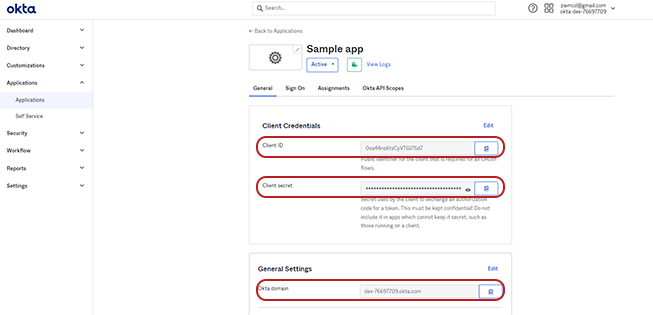 okta
Search...
ziemcd@gmail.com
okta-dev-76697709
Dashboard
Directory
Customizations
Applications
Applications
Self Service
Security
Workflow
Reports
Settings
← Back to Applications
Sample app
Active
View Logs
General Sign On Assignments Okta API Scopes
Client Credentials Edit
Client ID
Public identifier for the client that is required for all OAuth
flows.
Client secret ••••••••••••••••••••••••••••••••••••••••
Secret used by the client to exchange an authorization
code for a token. This must be kept confidential! Do not
include it in apps which cannot keep it secret, such as
those running on a client.
General Settings Edit
Okta domain dev-76697709.okta.com